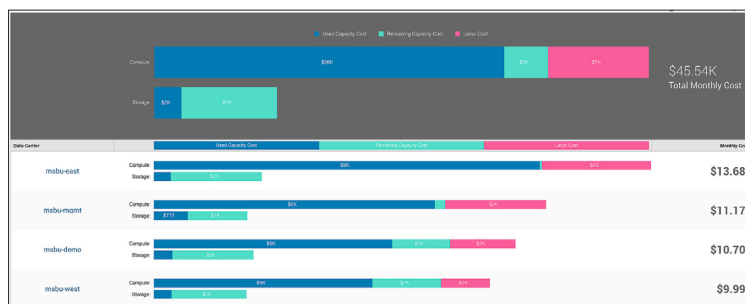 Used Capacity Cost Remaining Capacity Cost Labor Cost
Compute: $26K $3K $7K
$45.54K
Total Monthly Cost
Storage: $2K $7K
Data Center Used Capacity Cost Remaining Capacity Cost Labor Cost Monthly Co
msbu-east Compute: $9K $2K $13.68
Storage: $2K
msbu-mgmt Compute: $6K $2K $11.17
Storage: $777 $1K
msbu-demo Compute: $5K $1K $2K $10.70
Storage: $2K
msbu-west Compute: $5K $1K $9.99
Storage: $2K